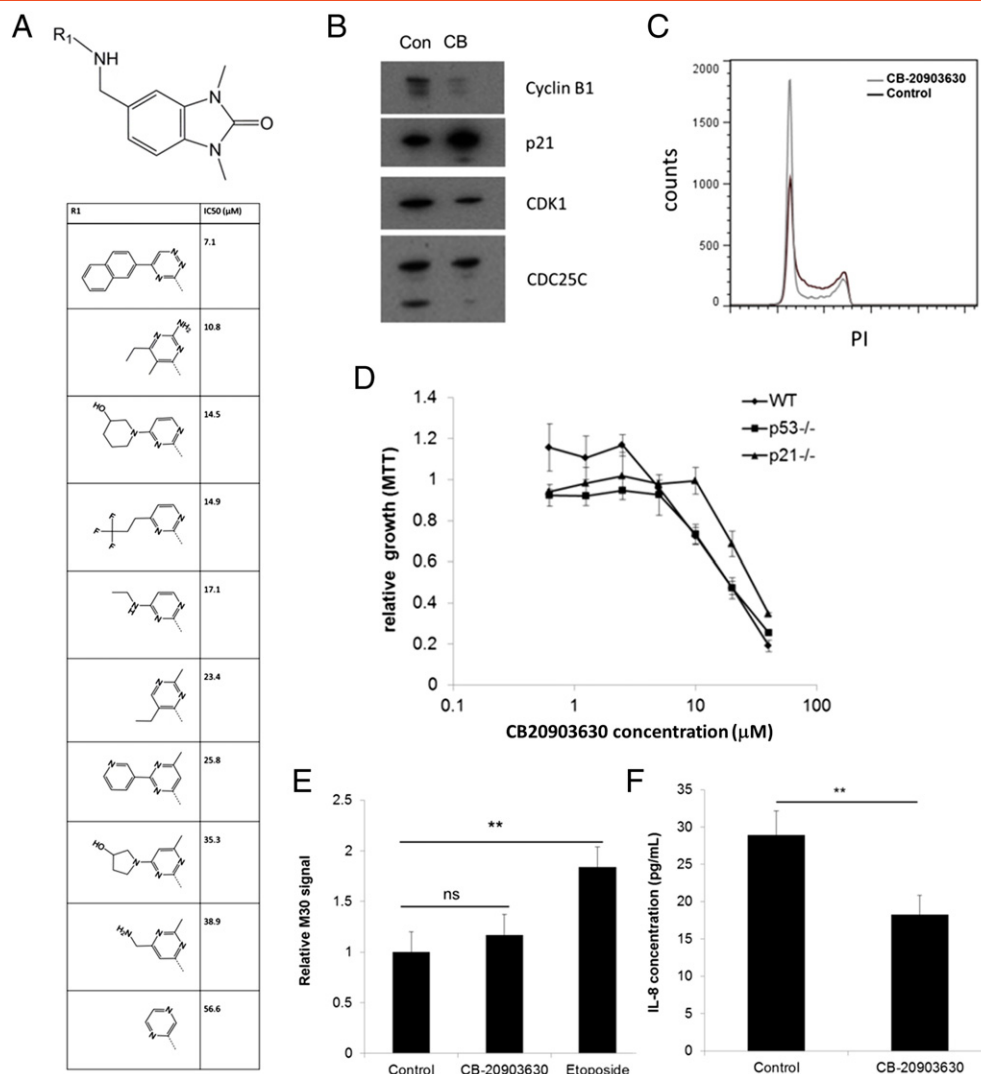 A
R1
NH
N
O
N
R1 IC50 (μM)
7.1
N
N
N
10.8
NH2
N
N
14.5
HO
N
N
N
14.9
F
F
F
N
N
17.1
N
H
N
N
23.4
N
N
25.8
N
N
N
35.3
HO
N
N
N
38.9
H2N
N
N
56.6
N
N
B
Con CB
Cyclin B1
p21
CDK1
CDC25C
C
2000
1500
1000
500
0
counts
PI
CB-20903630
Control
D
1.4
1.2
1
0.8
0.6
0.4
0.2
0
relative growth (MTT)
0.1 1 10 100
CB20903630 concentration (μM)
WT
p53-/-
p21-/-
E
2.5
2
1.5
1
0.5
0
Relative M30 signal
**
ns
Control CB-20903630 Etoposide
F
35
30
25
20
15
10
5
0
IL-8 concentration (pg/mL)
**
Control CB-20903630